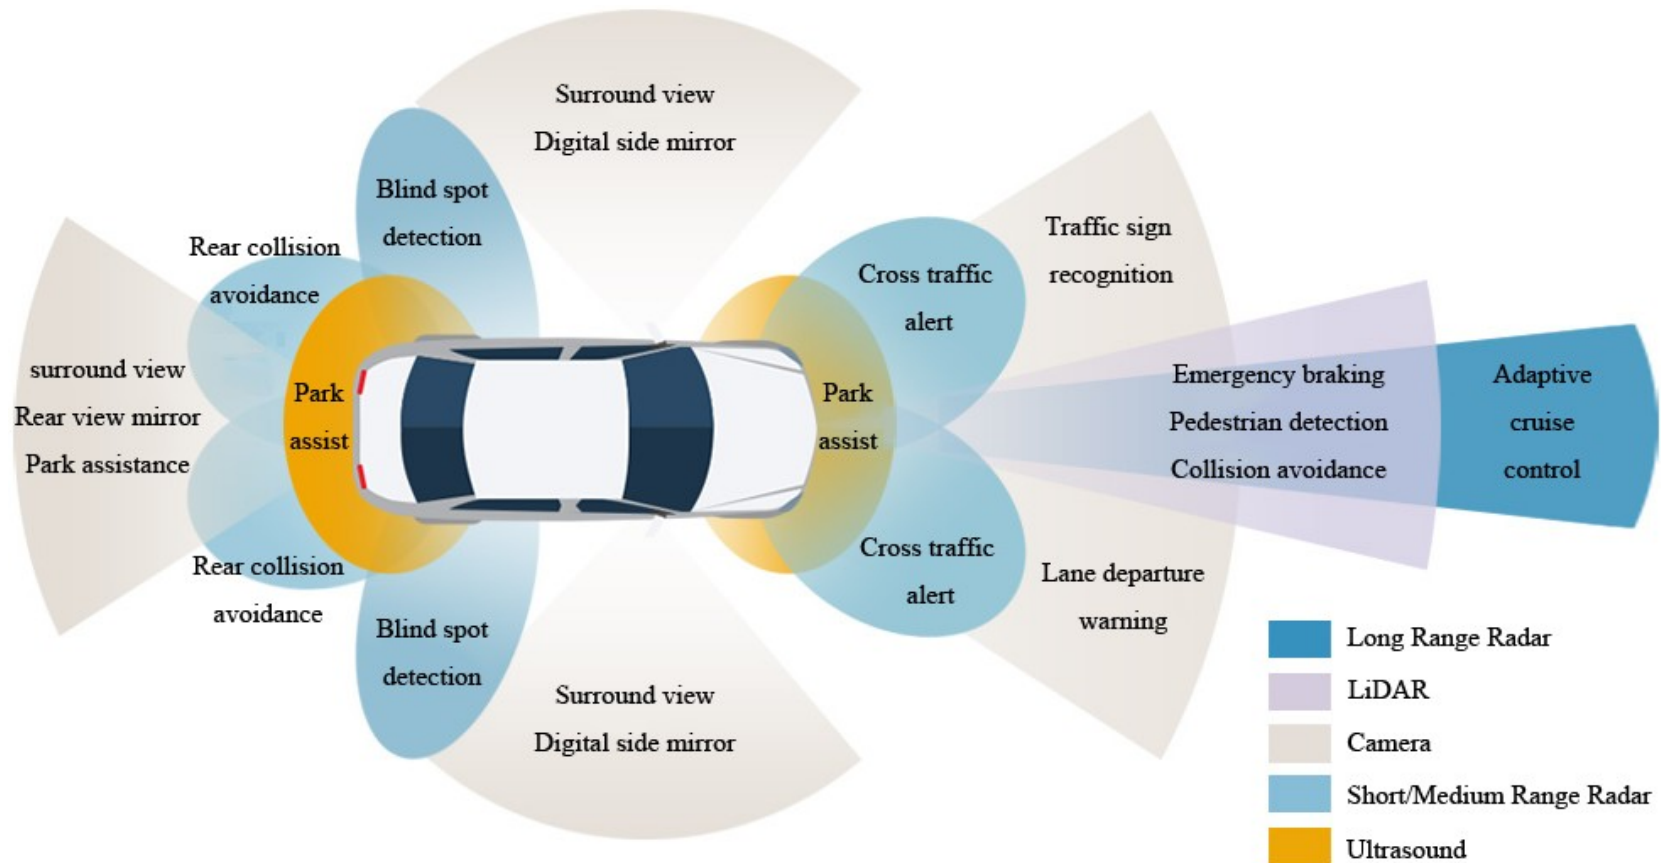 Surround view
Digital side mirror
Blind spot
detection
Rear collision
avoidance
Traffic sign
recognition
Cross traffic
alert
surround view
Rear view mirror
Park assistance
Park
assist
Park
assist
Emergency braking
Pedestrian detection
Collision avoidance
Adaptive
cruise
control
Rear collision
avoidance
Cross traffic
alert
Lane departure
warning
Blind spot
detection
Surround view
Digital side mirror
Long Range Radar
LiDAR
Camera
Short/Medium Range Radar
Ultrasound